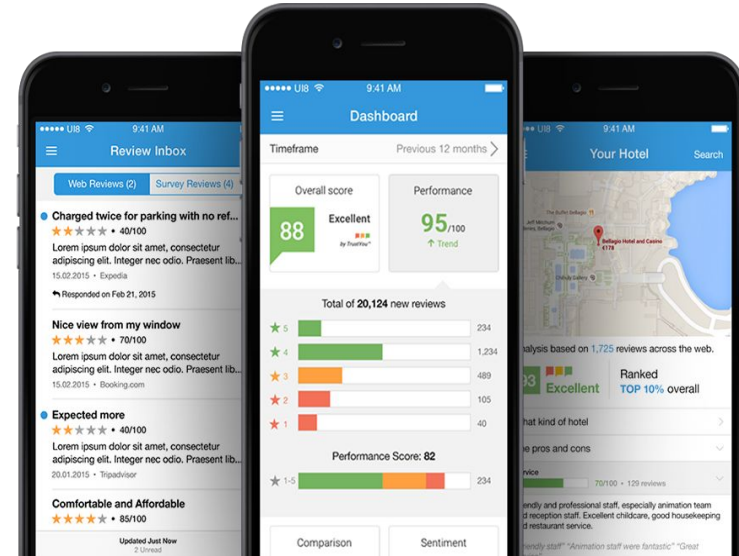 UI8
9:41 AM
Review Inbox
Web Reviews (2)
Survey Reviews (4)
Charged twice for parking with no ref...
• 40/100
Lorem ipsum dolor sit amet, consectetur
adipiscing elit. Integer nec odio. Praesent lib...
15.02.2015 • Expedia
Responded on Feb 21, 2015
Nice view from my window
• 70/100
Lorem ipsum dolor sit amet, consectetur
adipiscing elit. Integer nec odio. Praesent lib...
15.02.2015 • Booking.com
Expected more
• 40/100
Lorem ipsum dolor sit amet, consectetur
adipiscing elit. Integer nec odio. Praesent lib...
20.01.2015 • Tripadvisor
Comfortable and Affordable
• 85/100
Updated Just Now
2 Unread
UI8
9:41 AM
Dashboard
Timeframe
Previous 12 months
Overall score
88
Excellent
by TrustYou™
Performance
95/100
Trend
Total of 20,124 new reviews
5 234
4 1,234
3 489
2 105
1 40
Performance Score: 82
1-5 234
Comparison
Sentiment
UI8
9:41 AM
Your Hotel
Search
The Buffet Bellagio
Bellagio Hotel and Casino
€178
Gallery
based on 1,725 reviews across the web.
Excellent
Ranked
TOP 10% overall
kind of hotel
pros and cons
70/100 • 129 reviews
and professional staff, especially animation team
reception staff. Excellent childcare, good housekeeping
restaurant service.
staff" "Animation staff were fantastic" "Great